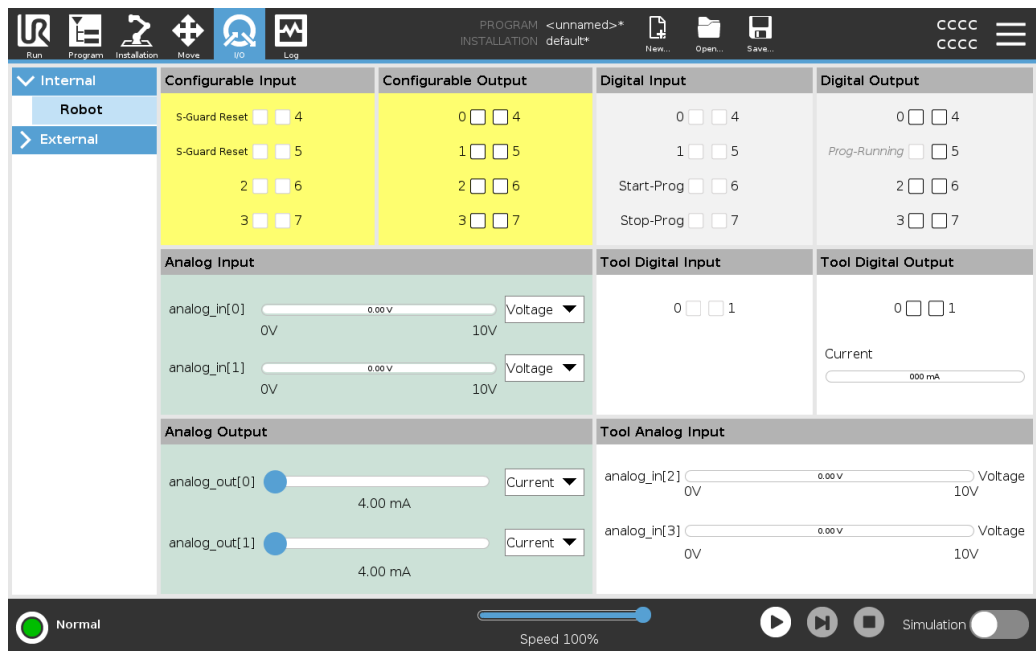 PROGRAM <unnamed>*
INSTALLATION default*
CCCC
CCCC
Run Program Installation Move I/O Log New... Open... Save...
Internal
Robot
External
Configurable Input Configurable Output Digital Input Digital Output
S-Guard Reset 4 0 4 0 4 0 4
S-Guard Reset 5 1 5 1 5 Prog-Running 5
2 6 2 6 Start-Prog 6 2 6
3 7 3 7 Stop-Prog 7 3 7
Analog Input Tool Digital Input Tool Digital Output
analog_in[0] 0.00 V Voltage 0 1 0 1
0V 10V
Current
analog_in[1] 0.00 V Voltage 000 mA
0V 10V
Analog Output Tool Analog Input
analog_out[0] Current analog_in[2] 0.00 V Voltage
4.00 mA 0V 10V
analog_out[1] Current analog_in[3] 0.00 V Voltage
4.00 mA 0V 10V
Normal Speed 100% Simulation